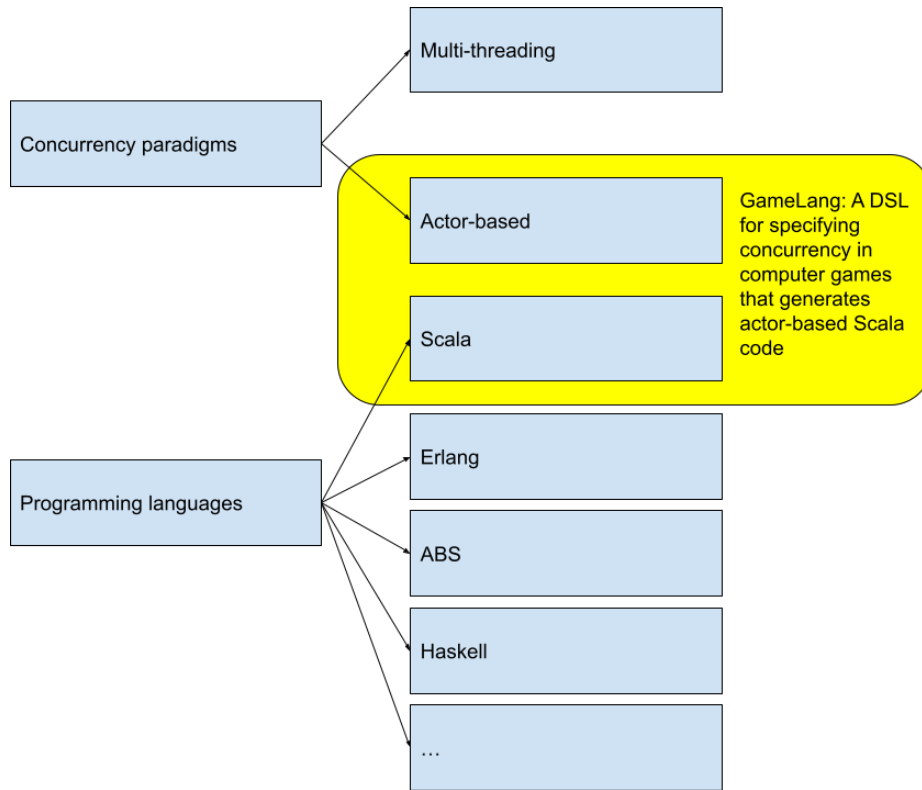 Multi-threading
Concurrency paradigms
Actor-based
GameLang: A DSL
for specifying
concurrency in
computer games
that generates
actor-based Scala
code
Scala
Erlang
Programming languages
ABS
Haskell
…